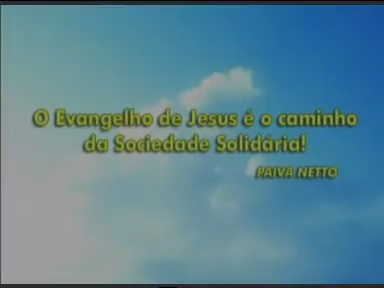 O Evangelho de Jesus é o caminho
da Sociedade Solidária!
PAIVA NETTO